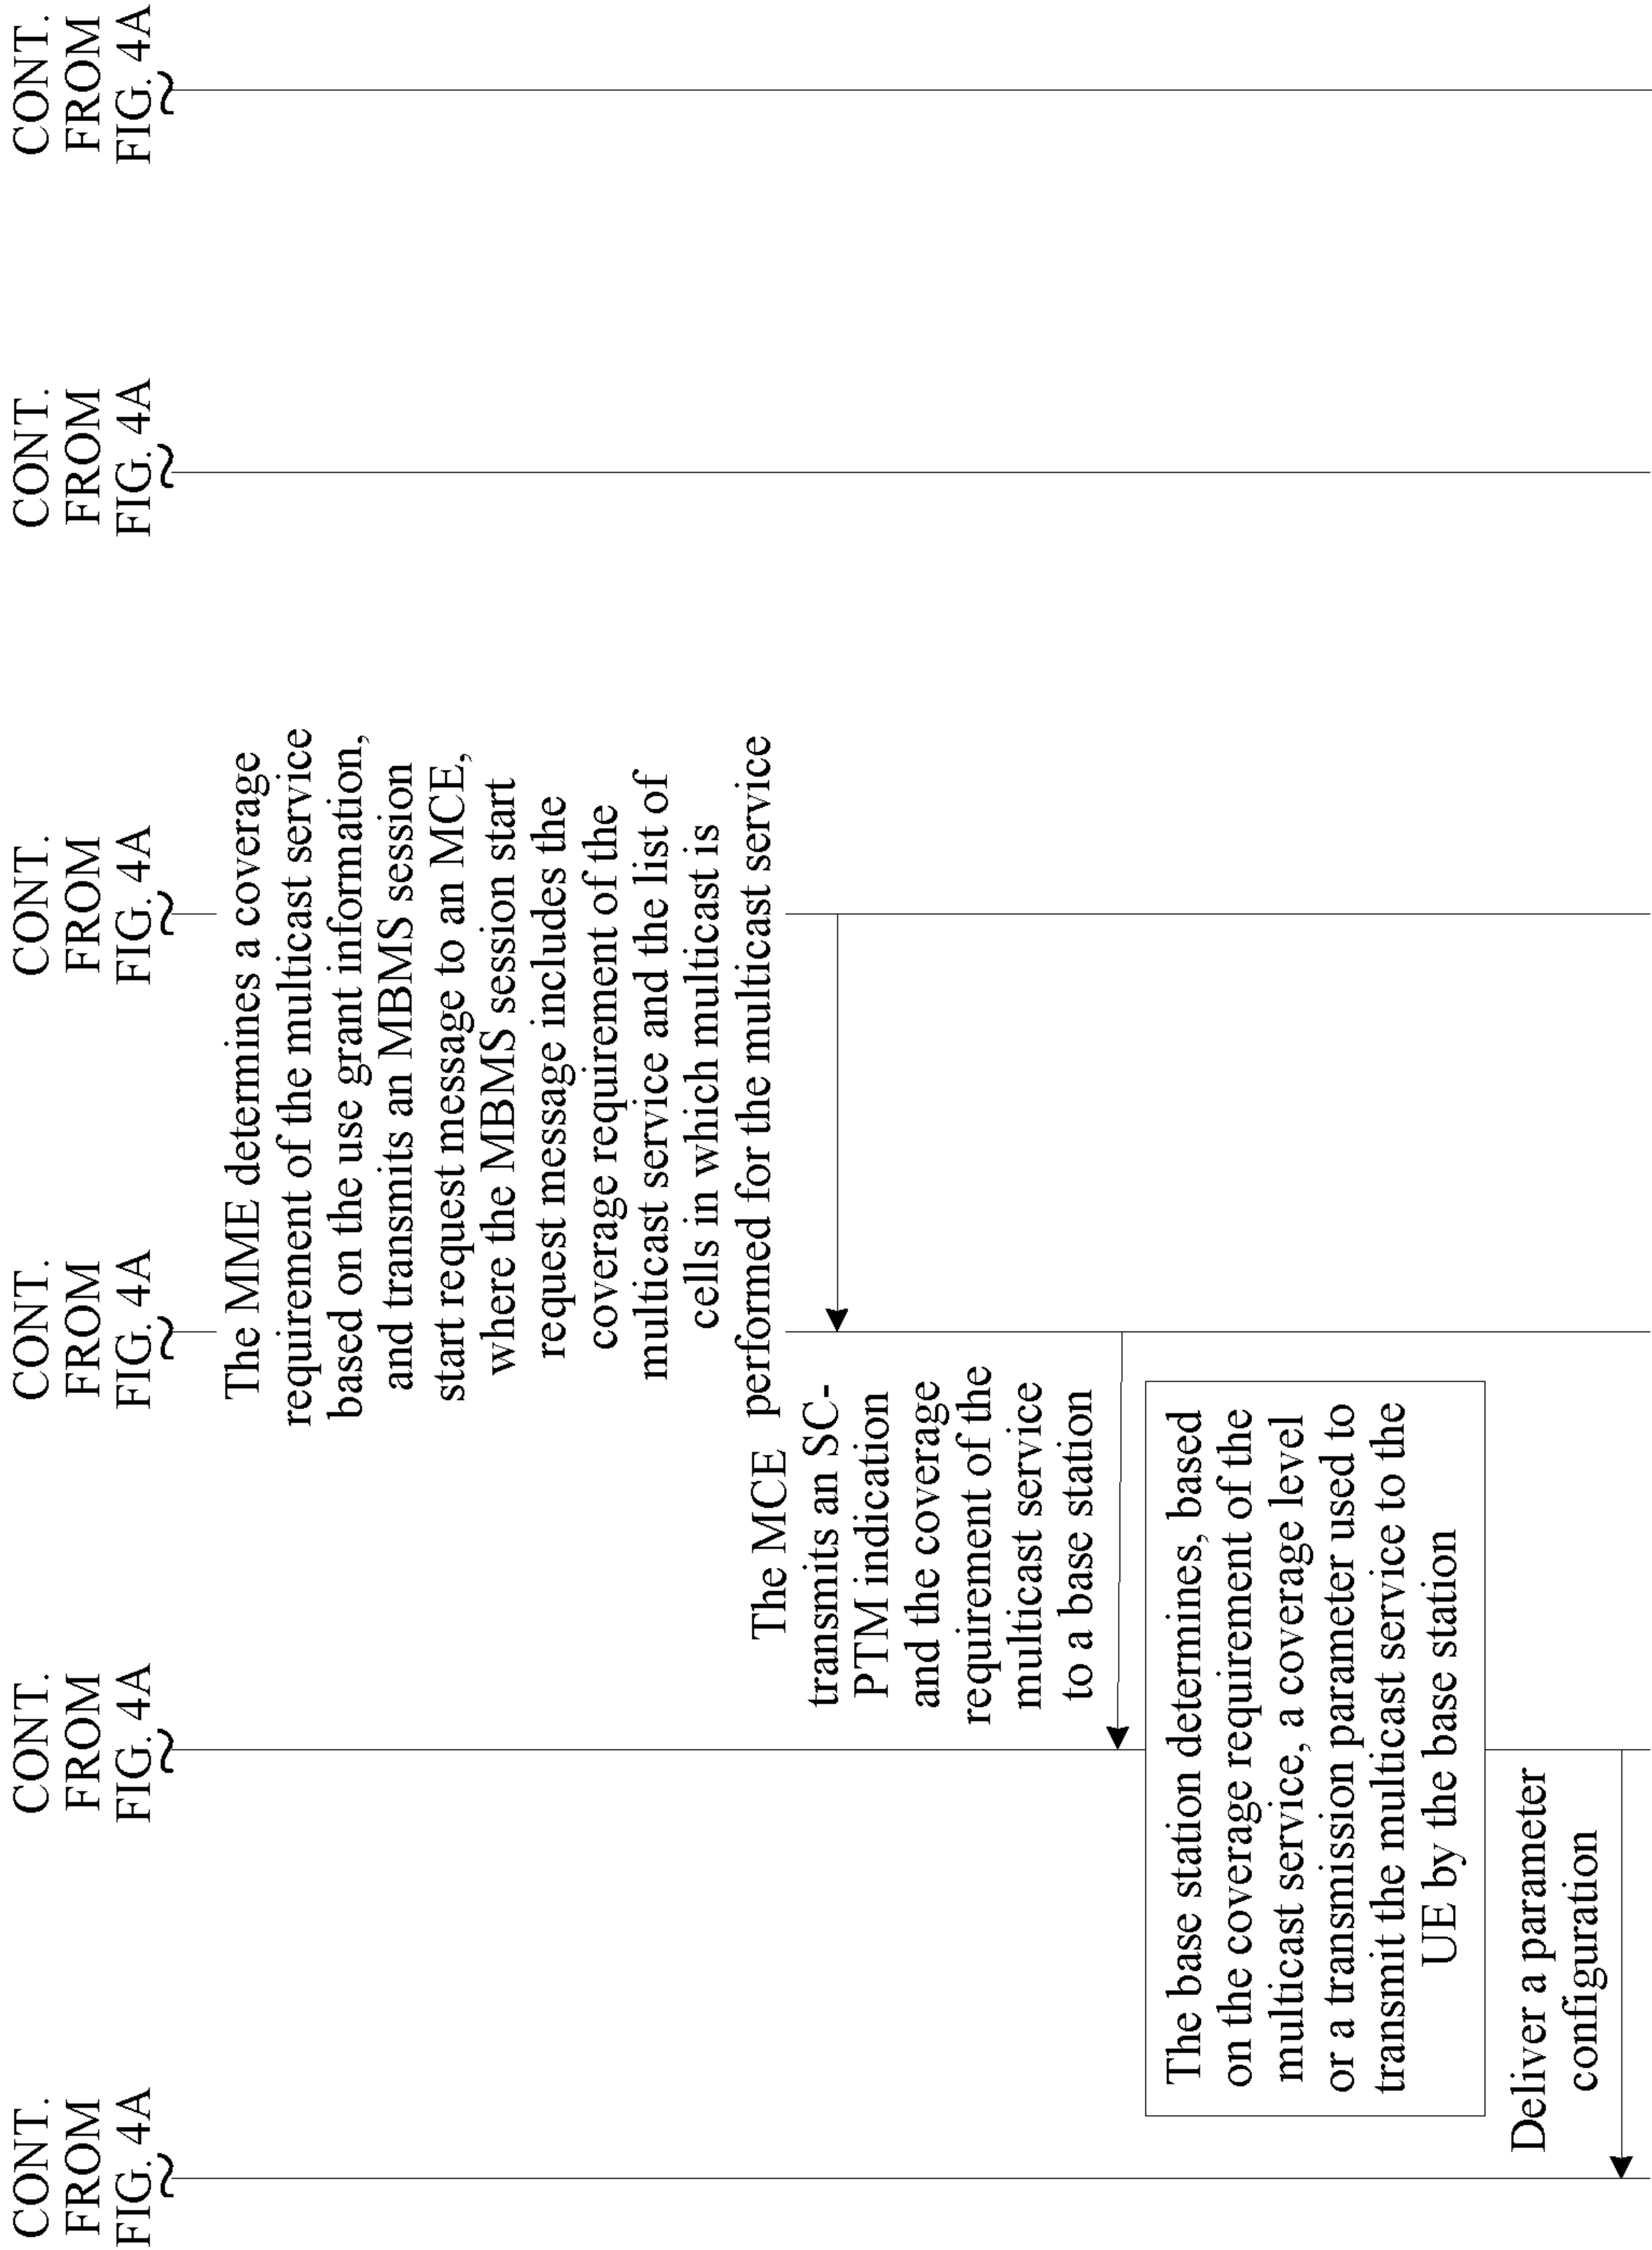 CONT.
FROM
FIG. 4A
CONT.
FROM
FIG. 4A
CONT.
FROM
FIG. 4A
CONT.
FROM
FIG. 4A
CONT.
FROM
FIG. 4A
CONT.
FROM
FIG. 4A
The MME determines a coverage
requirement of the multicast service
based on the use grant information,
and transmits an MBMS session
start request message to an MCE,
where the MBMS session start
request message includes the
coverage requirement of the
multicast service and the list of
cells in which multicast is
performed for the multicast service
The MCE
transmits an SC-
PTM indication
and the coverage
requirement of the
multicast service
to a base station
The base station determines, based
on the coverage requirement of the
multicast service, a coverage level
or a transmission parameter used to
transmit the multicast service to the
UE by the base station
Deliver a parameter
configuration